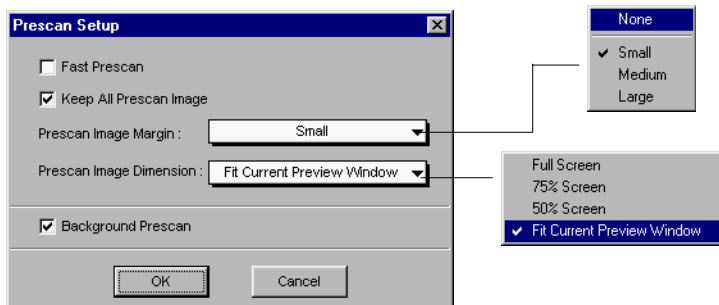 Prescan Setup
Fast Prescan
Keep All Prescan Image
Prescan Image Margin :
Small
Prescan Image Dimension :
Fit Current Preview Window
Background Prescan
OK
Cancel
None
Small
Medium
Large
Full Screen
75% Screen
50% Screen
Fit Current Preview Window